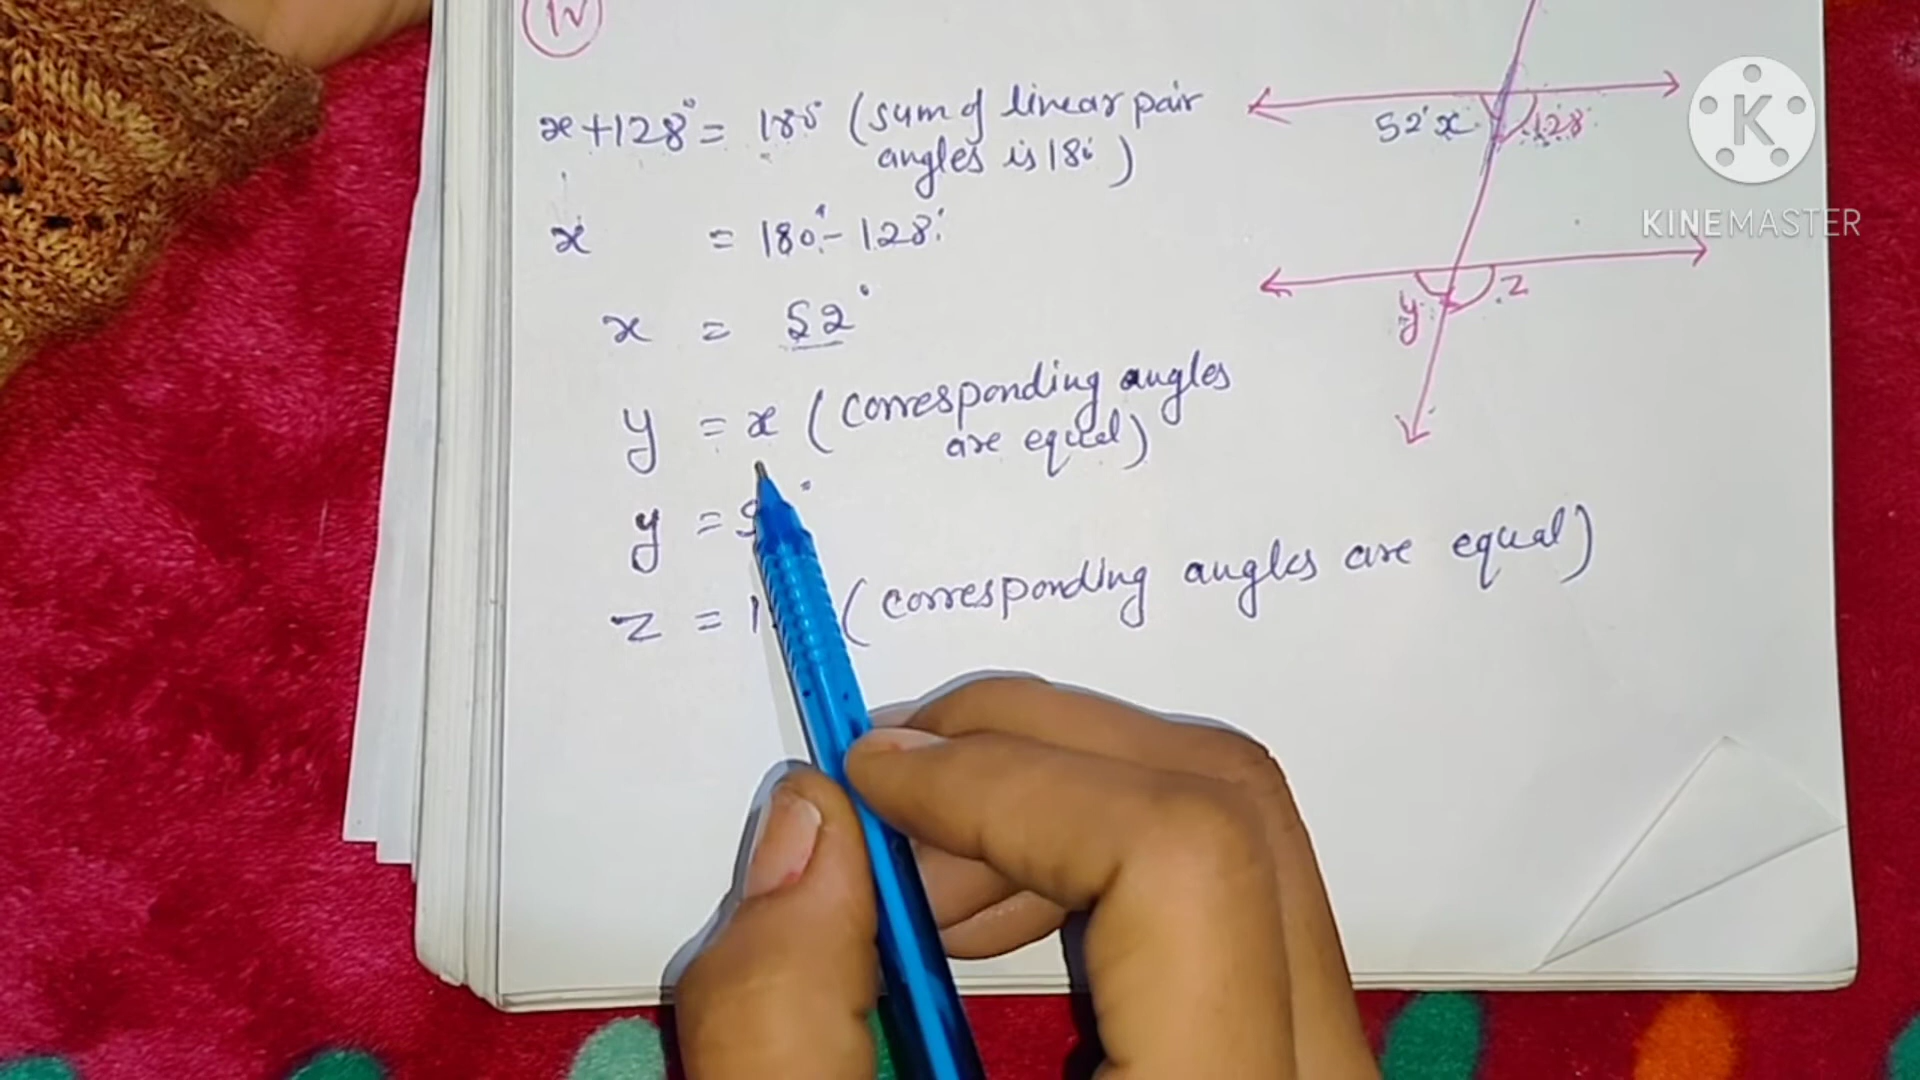 IV
x + 128° = 180° (sum of linear pair
angles is 180°)
x = 180° - 128°
x = 52°
y = x (corresponding angles
are equal)
y =
z = (corresponding angles are equal)
52° x 128°
y z
K
KINEMASTER